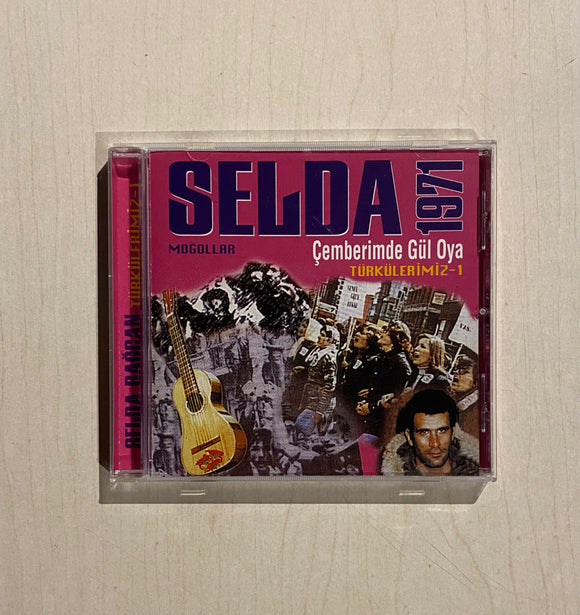 SELDA
1971
MOĞOLLAR
Çemberimde Gül Oya
TÜRKÜLERİMİZ-1
SELDA BAĞCAN TÜRKÜLERİMİZ-1